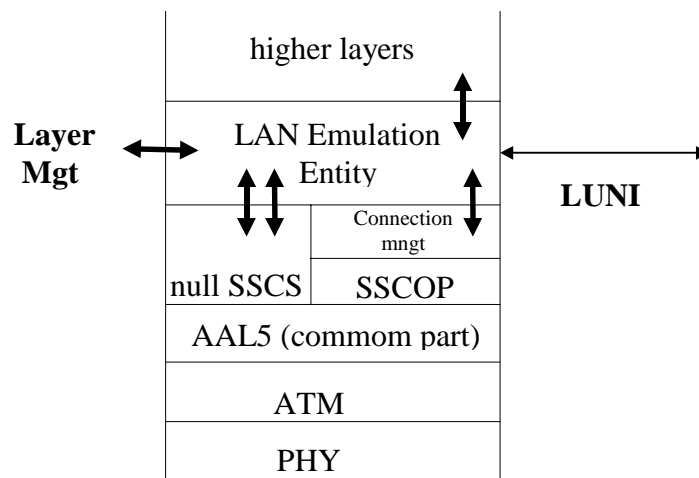 higher layers
Layer
Mgt
LAN Emulation
Entity
LUNI
Connection
mngt
null SSCS
SSCOP
AAL5 (commom part)
ATM
PHY